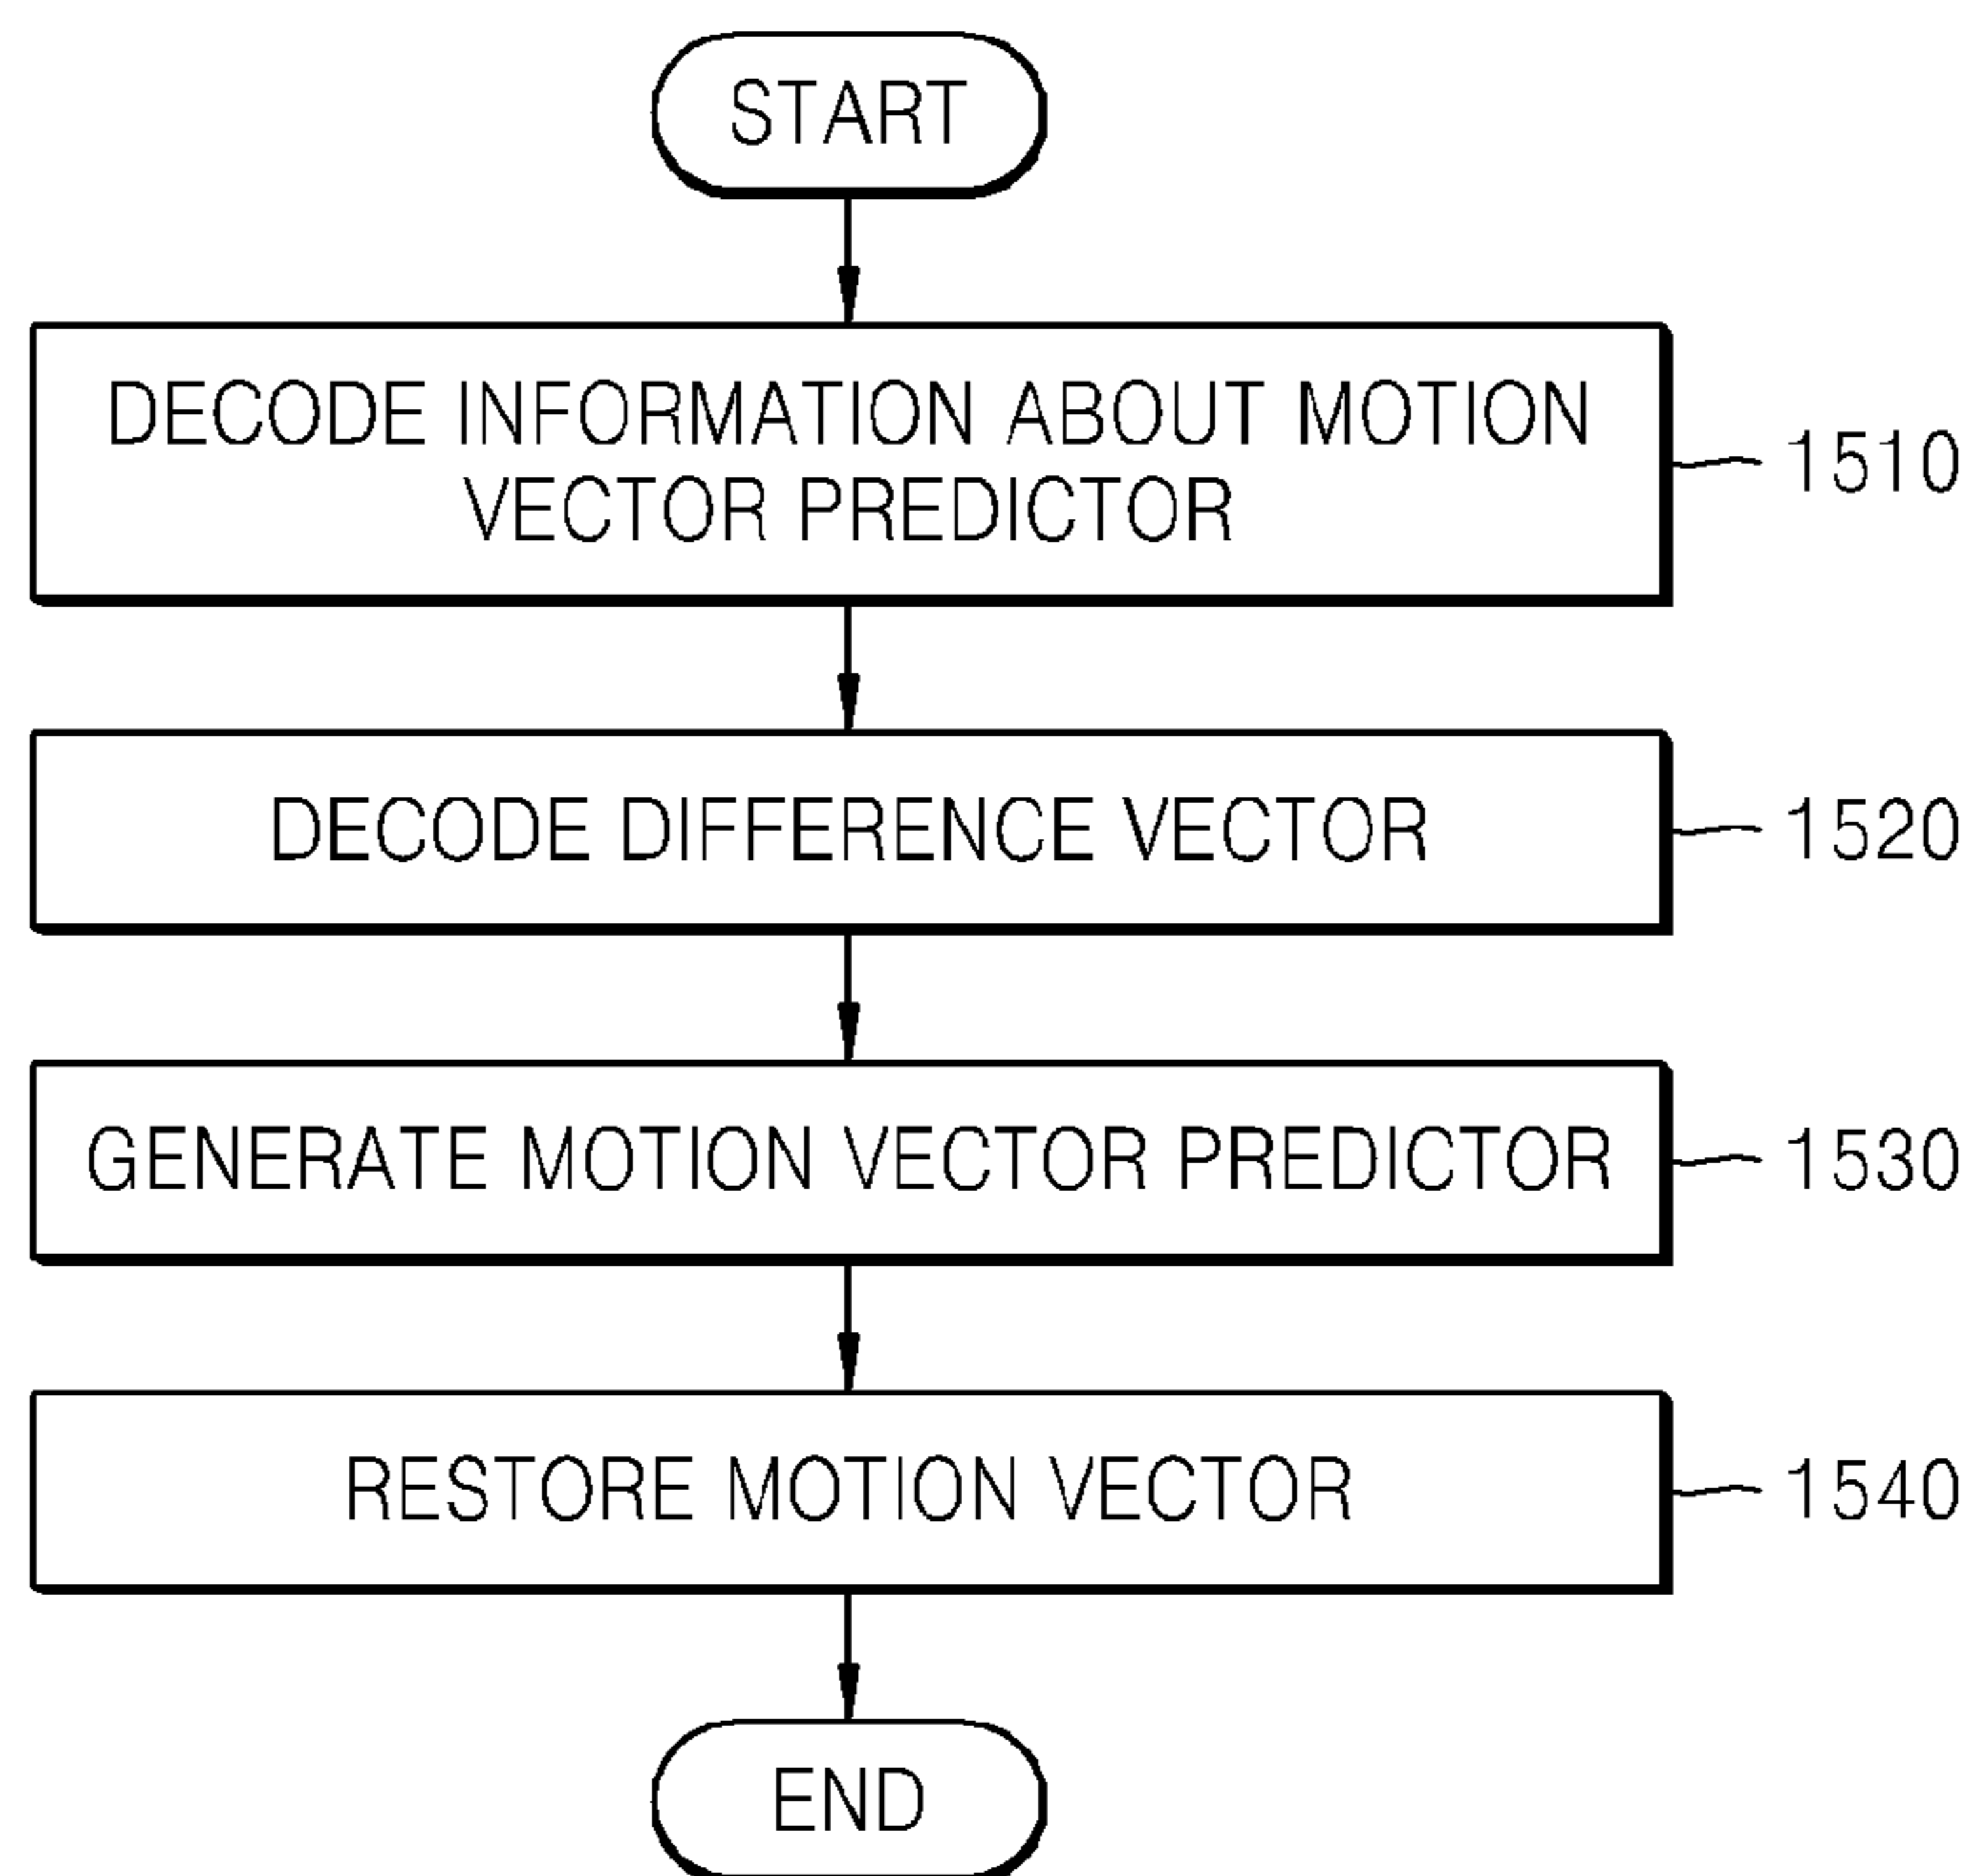 START
DECODE INFORMATION ABOUT MOTION
VECTOR PREDICTOR
1510
DECODE DIFFERENCE VECTOR
1520
GENERATE MOTION VECTOR PREDICTOR
1530
RESTORE MOTION VECTOR
1540
END